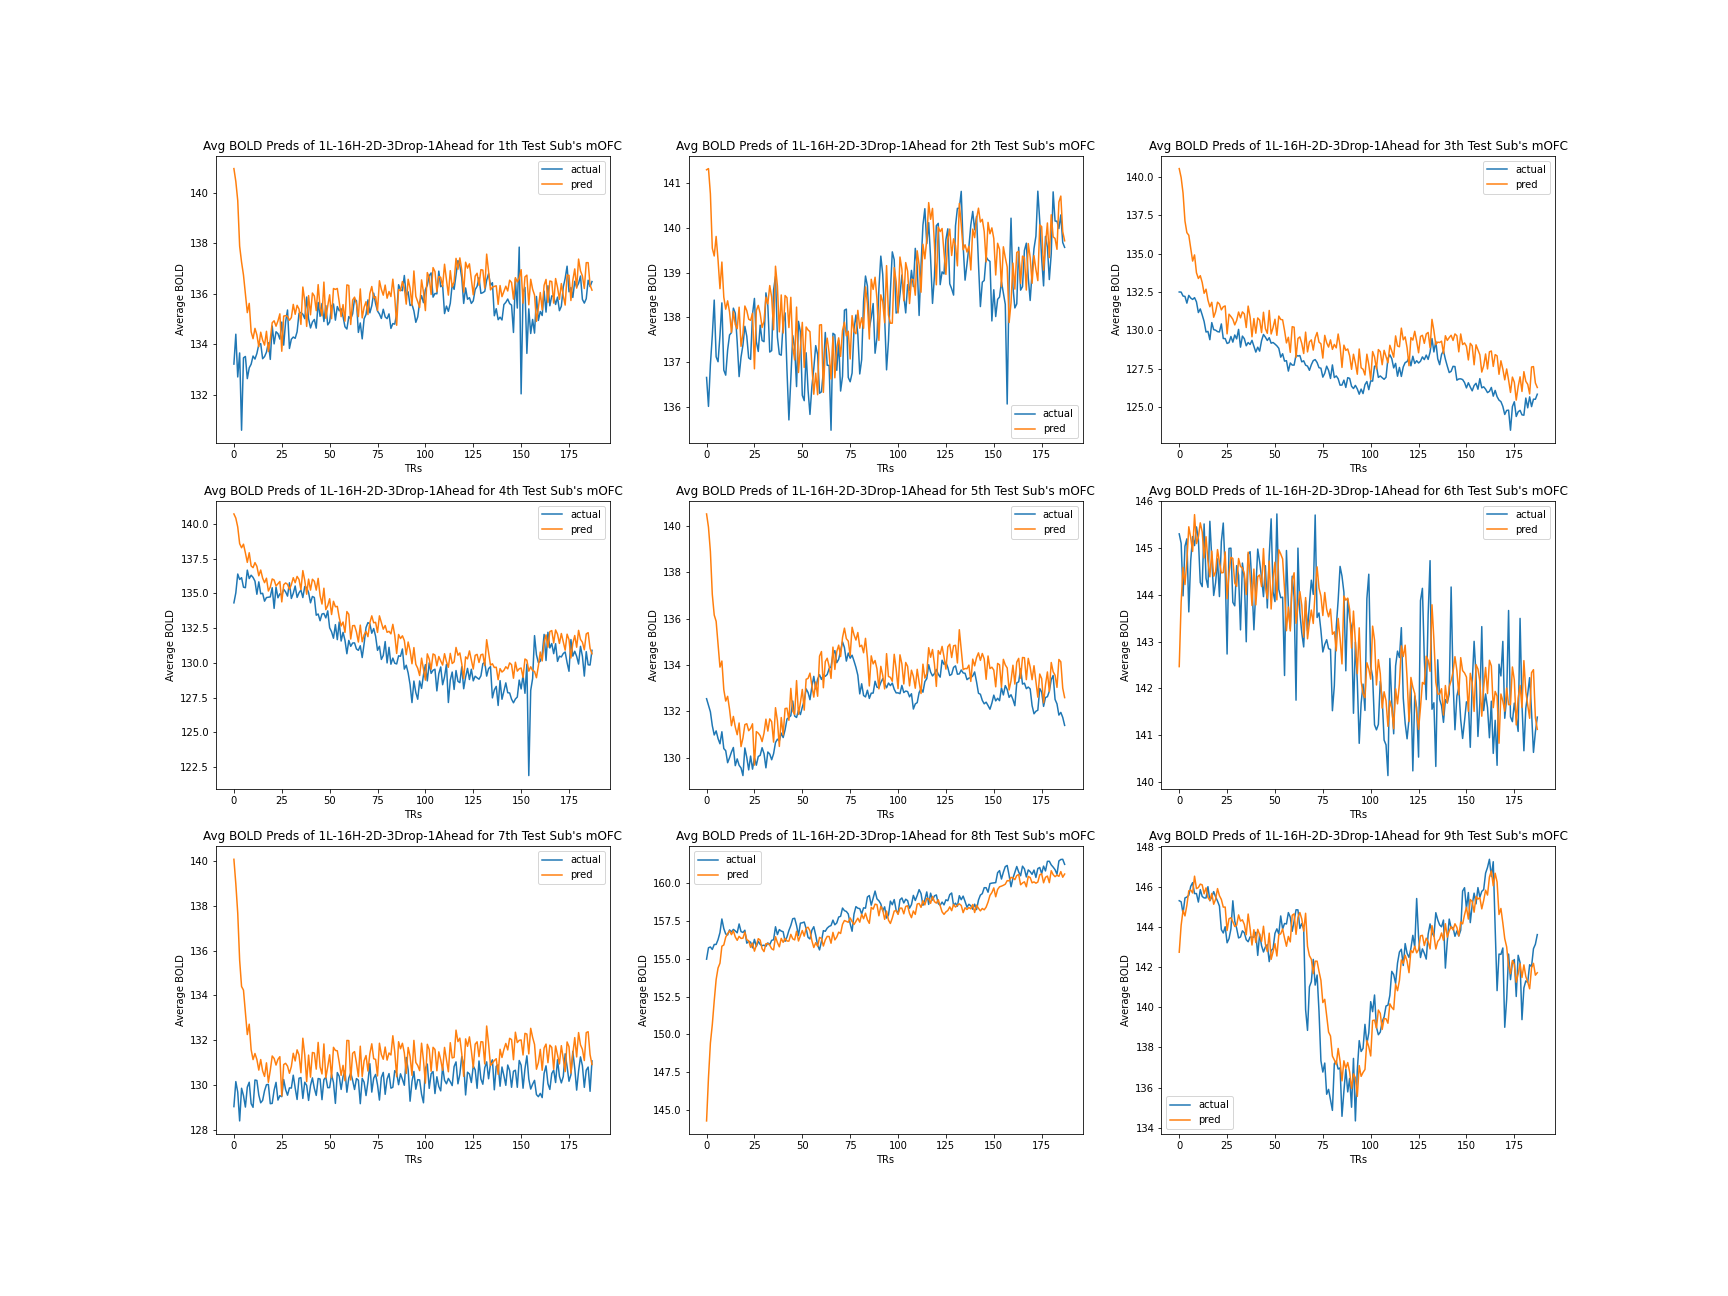 Avg BOLD Preds of 1L-16H-2D-3Drop-1Ahead for 1th Test Sub's mOFC
Average BOLD
140
138
136
134
132
0 25 50 75 100 125 150 175
TRs
actual
pred
Avg BOLD Preds of 1L-16H-2D-3Drop-1Ahead for 2th Test Sub's mOFC
Average BOLD
141
140
139
138
137
136
0 25 50 75 100 125 150 175
TRs
actual
pred
Avg BOLD Preds of 1L-16H-2D-3Drop-1Ahead for 3th Test Sub's mOFC
Average BOLD
140.0
137.5
135.0
132.5
130.0
127.5
125.0
0 25 50 75 100 125 150 175
TRs
actual
pred
Avg BOLD Preds of 1L-16H-2D-3Drop-1Ahead for 4th Test Sub's mOFC
Average BOLD
140.0
137.5
135.0
132.5
130.0
127.5
125.0
122.5
0 25 50 75 100 125 150 175
TRs
actual
pred
Avg BOLD Preds of 1L-16H-2D-3Drop-1Ahead for 5th Test Sub's mOFC
Average BOLD
140
138
136
134
132
130
0 25 50 75 100 125 150 175
TRs
actual
pred
Avg BOLD Preds of 1L-16H-2D-3Drop-1Ahead for 6th Test Sub's mOFC
Average BOLD
146
145
144
143
142
141
140
0 25 50 75 100 125 150 175
TRs
actual
pred
Avg BOLD Preds of 1L-16H-2D-3Drop-1Ahead for 7th Test Sub's mOFC
Average BOLD
140
138
136
134
132
130
128
0 25 50 75 100 125 150 175
TRs
actual
pred
Avg BOLD Preds of 1L-16H-2D-3Drop-1Ahead for 8th Test Sub's mOFC
Average BOLD
160.0
157.5
155.0
152.5
150.0
147.5
145.0
0 25 50 75 100 125 150 175
TRs
actual
pred
Avg BOLD Preds of 1L-16H-2D-3Drop-1Ahead for 9th Test Sub's mOFC
Average BOLD
148
146
144
142
140
138
136
134
0 25 50 75 100 125 150 175
TRs
actual
pred